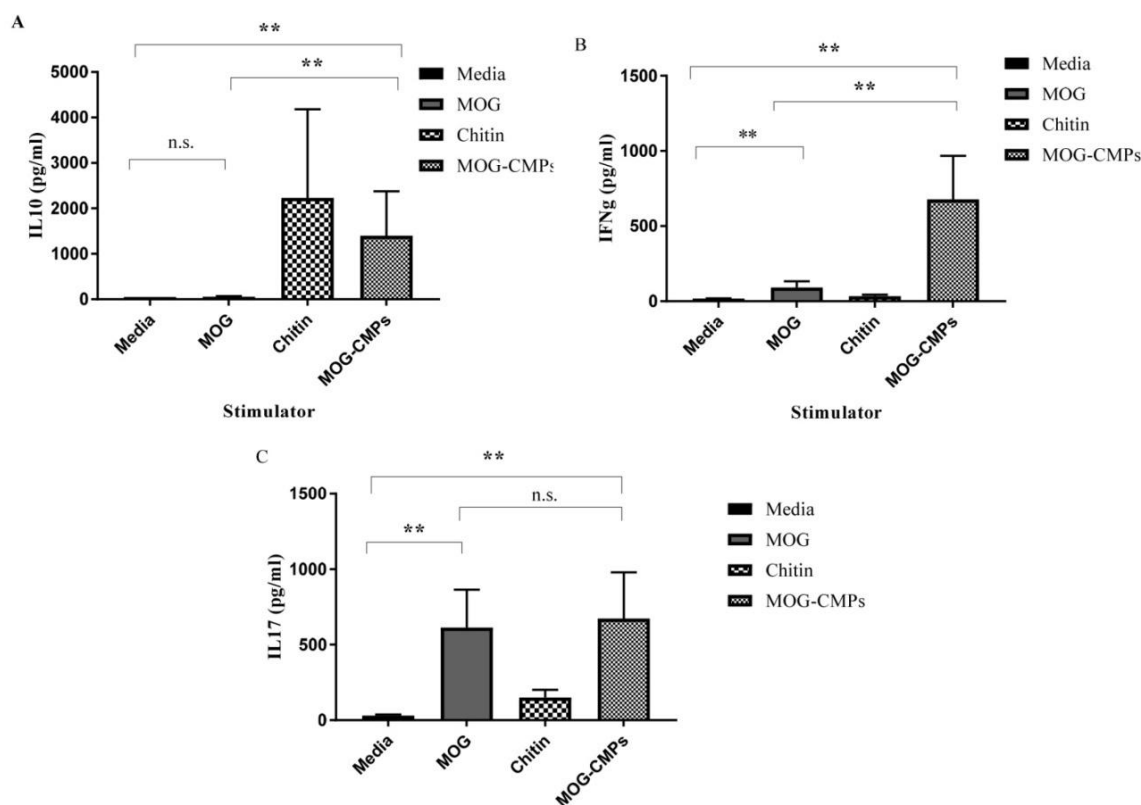 A
**
**
n.s.
5000
4000
3000
2000
1000
0
IL10 (pg/ml)
Media
MOG
Chitin
MOG-CMPs
Stimulator
Media
MOG
Chitin
MOG-CMPs
B
**
**
**
1500
1000
500
0
IFNg (pg/ml)
Media
MOG
Chitin
MOG-CMPs
Stimulator
Media
MOG
Chitin
MOG-CMPs
C
**
n.s.
**
1500
1000
500
0
IL17 (pg/ml)
Media
MOG
Chitin
MOG-CMPs
Media
MOG
Chitin
MOG-CMPs